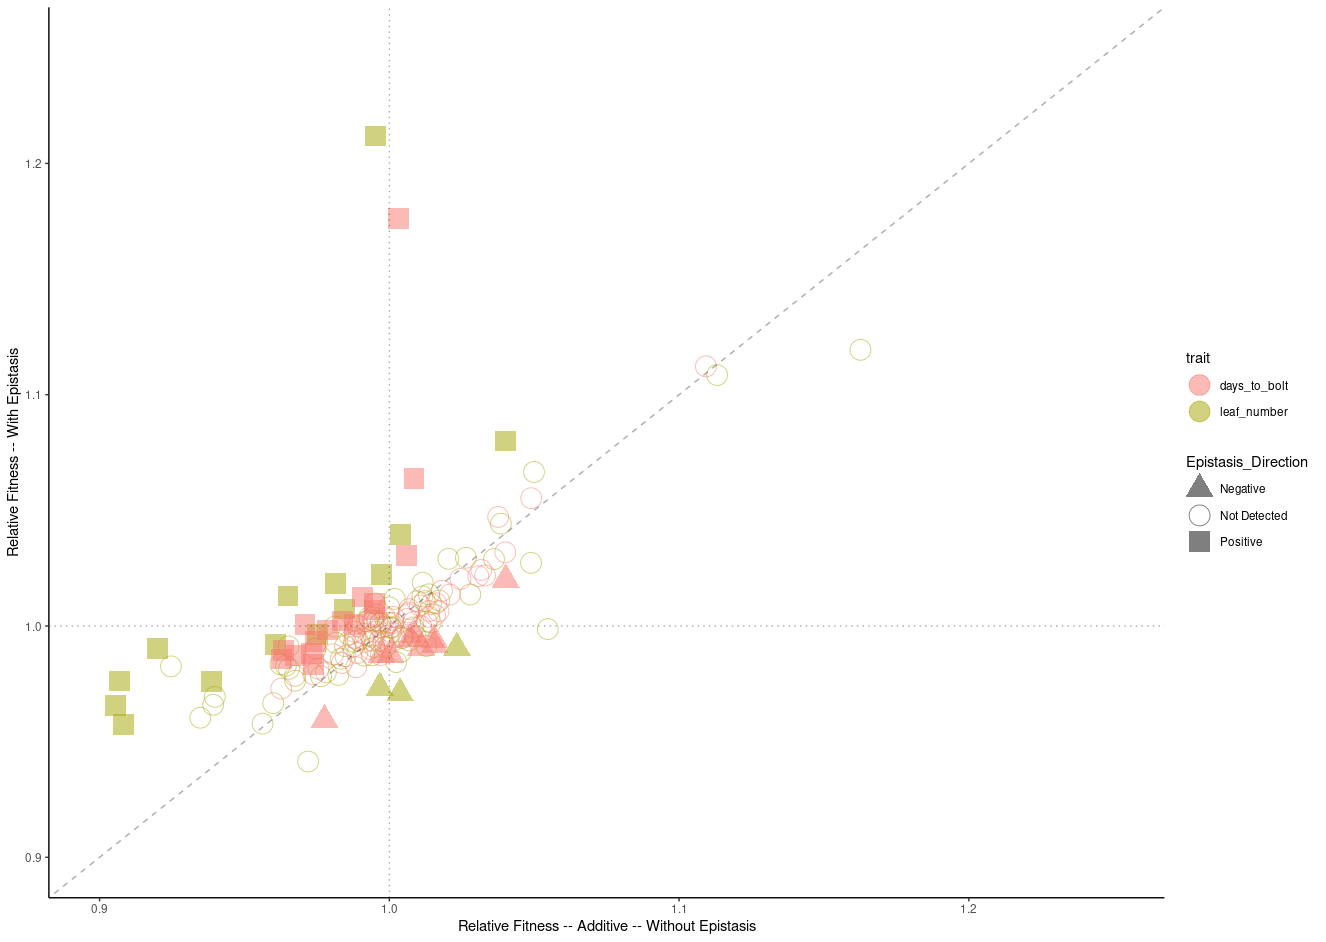 Relative Fitness -- With Epistasis
1.2
1.1
1.0
0.9
0.9 1.0 1.1 1.2
Relative Fitness -- Additive -- Without Epistasis
trait
days_to_bolt
leaf_number
Epistasis_Direction
Negative
Not Detected
Positive